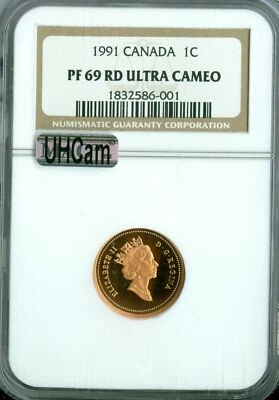 1991 CANADA 1C
PF 69 RD ULTRA CAMEO
1832586-001
NUMISMATIC GUARANTY CORPORATION
UHCam
ELIZABETH II D·G·REGINA